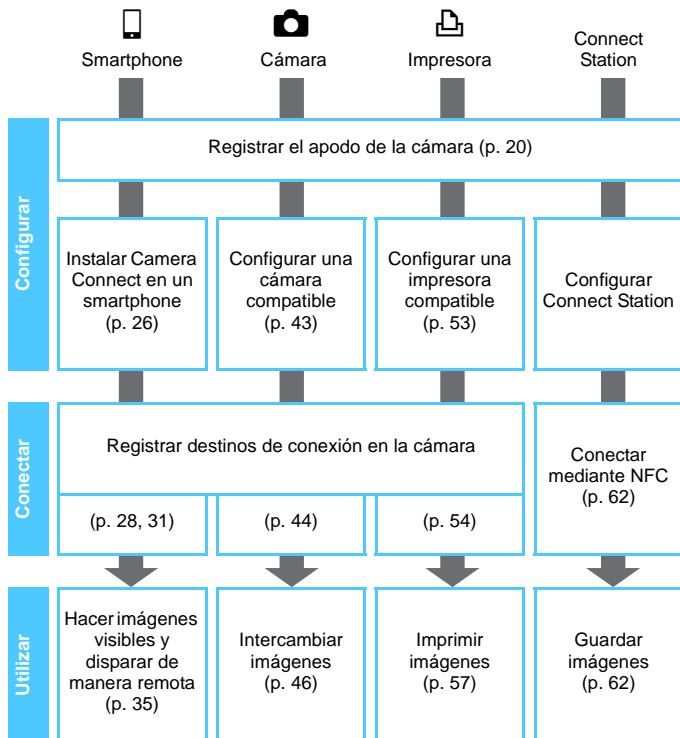 Smartphone
Cámara
Impresora
Connect
Station
Configurar
Registrar el apodo de la cámara (p. 20)
Instalar Camera
Connect en un
smartphone
(p. 26)
Configurar una
cámara
compatible
(p. 43)
Configurar una
impresora
compatible
(p. 53)
Configurar
Connect Station
Conectar
Registrar destinos de conexión en la cámara
(p. 28, 31)
(p. 44)
(p. 54)
Conectar
mediante NFC
(p. 62)
Utilizar
Hacer imágenes
visibles y
disparar de
manera remota
(p. 35)
Intercambiar
imágenes
(p. 46)
Imprimir
imágenes
(p. 57)
Guardar
imágenes
(p. 62)